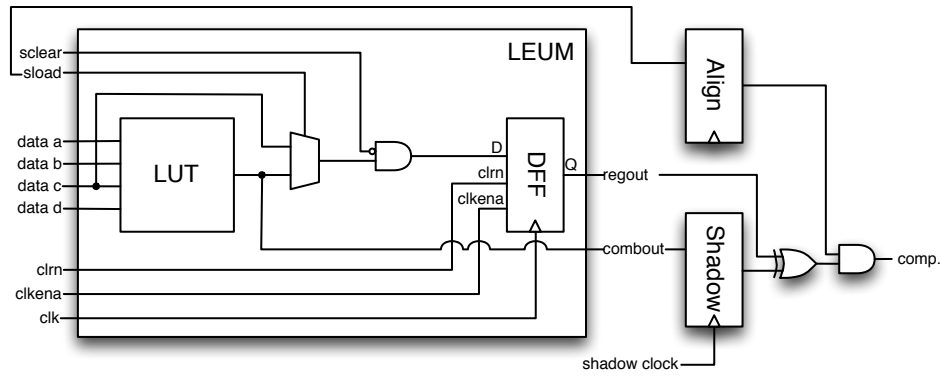 LEUM
sclear
sload
Align
data a
data b
data c
data d
LUT
D
Q
DFF
clrn
clkena
regout
Shadow
combout
comp.
clrn
clkena
clk
shadow clock